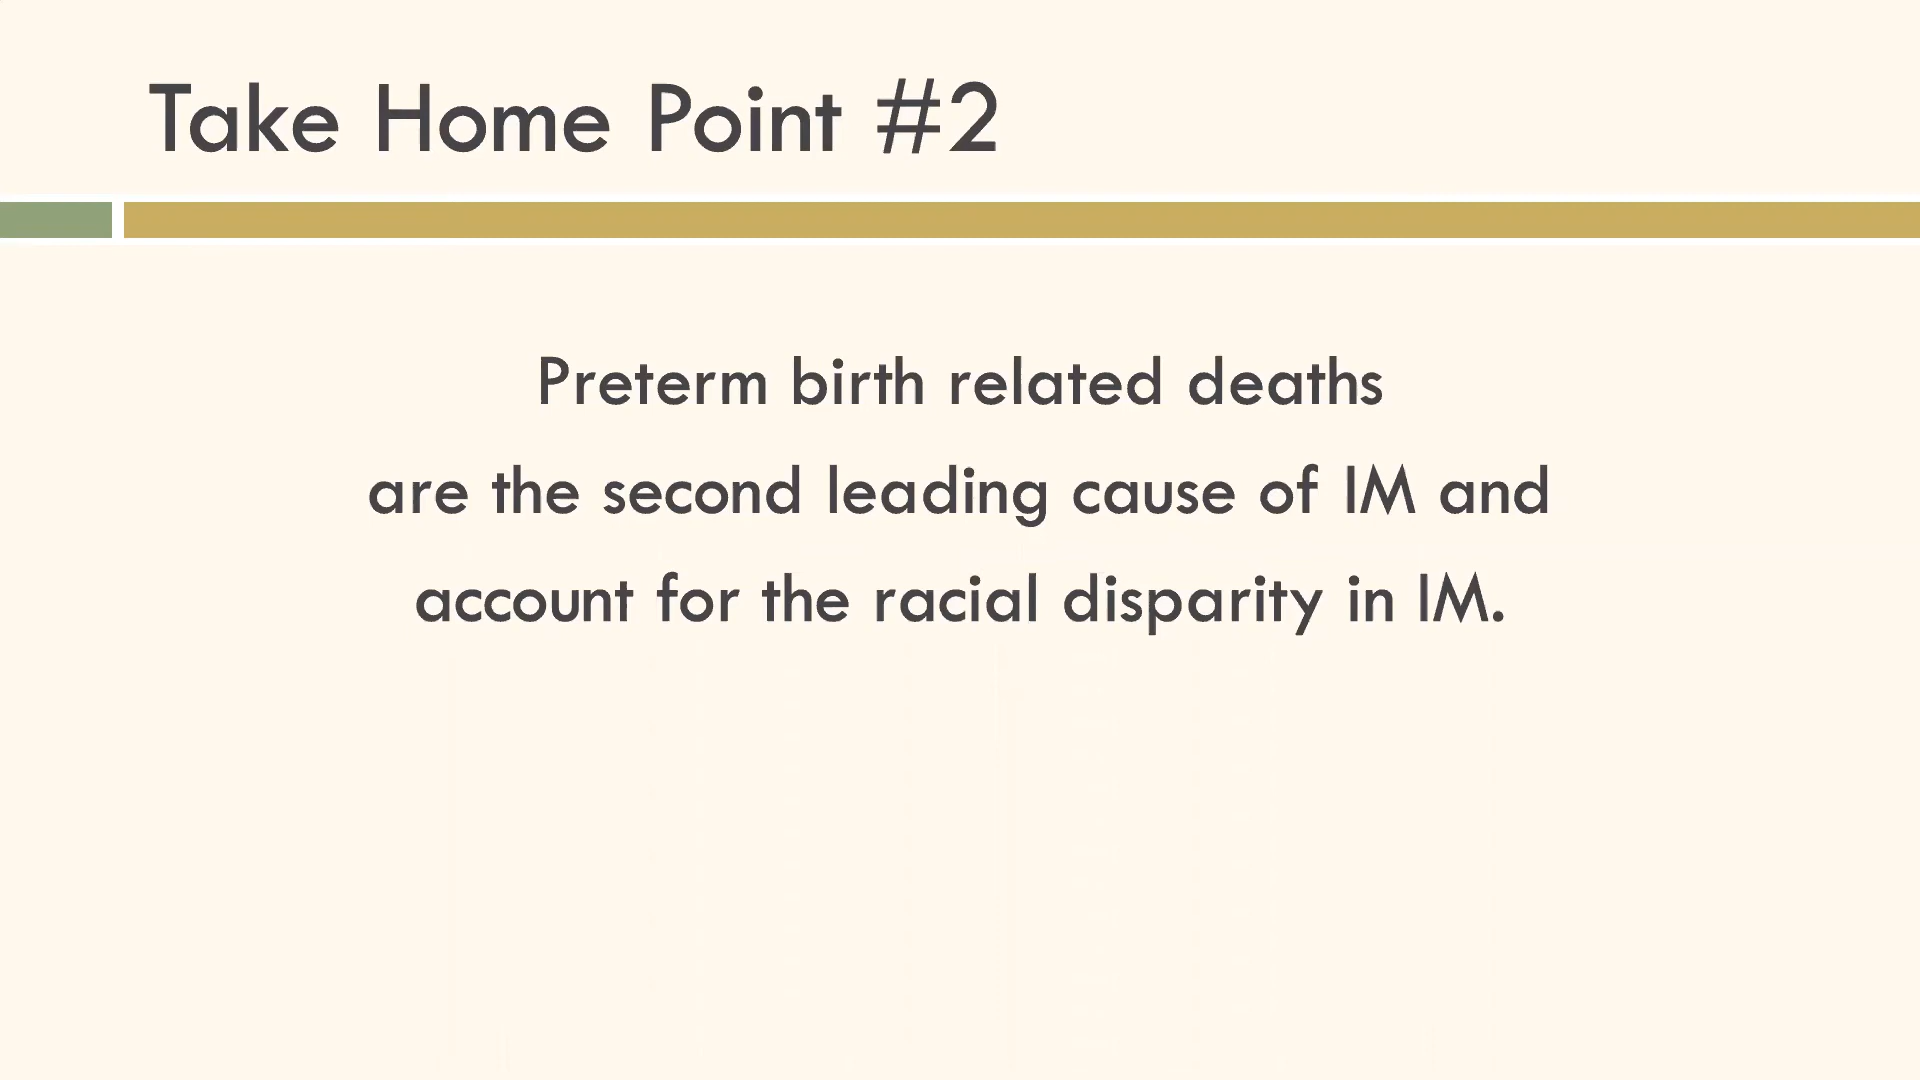 Take Home Point #2
Preterm birth related deaths
are the second leading cause of IM and
account for the racial disparity in IM.